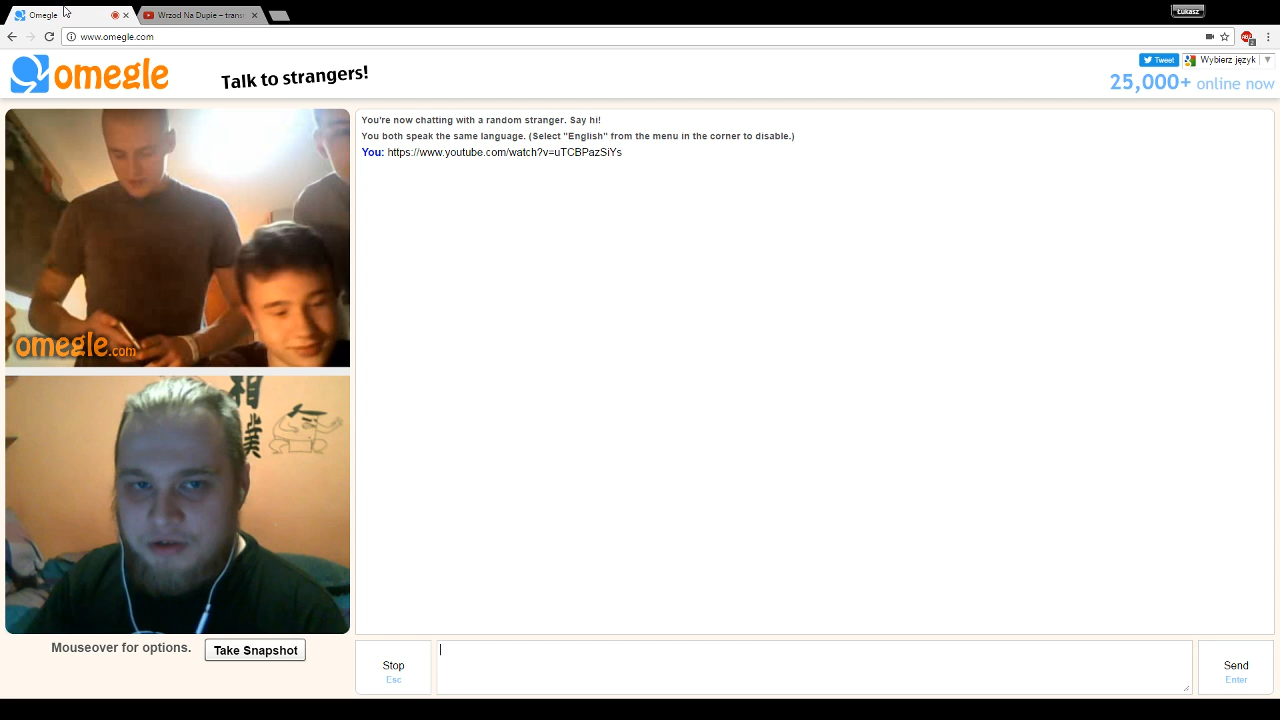 Omegle
Wrzod Na Dupie – trans
Łukasz
www.omegle.com
omegle
Talk to strangers!
Tweet
Wybierz język
25,000+ online now
You're now chatting with a random stranger. Say hi!
You both speak the same language. (Select "English" from the menu in the corner to disable.)
You: https://www.youtube.com/watch?v=uTCBPazSiYs
omegle.com
相
撲
Mouseover for options.
Take Snapshot
Stop
Esc
Send
Enter